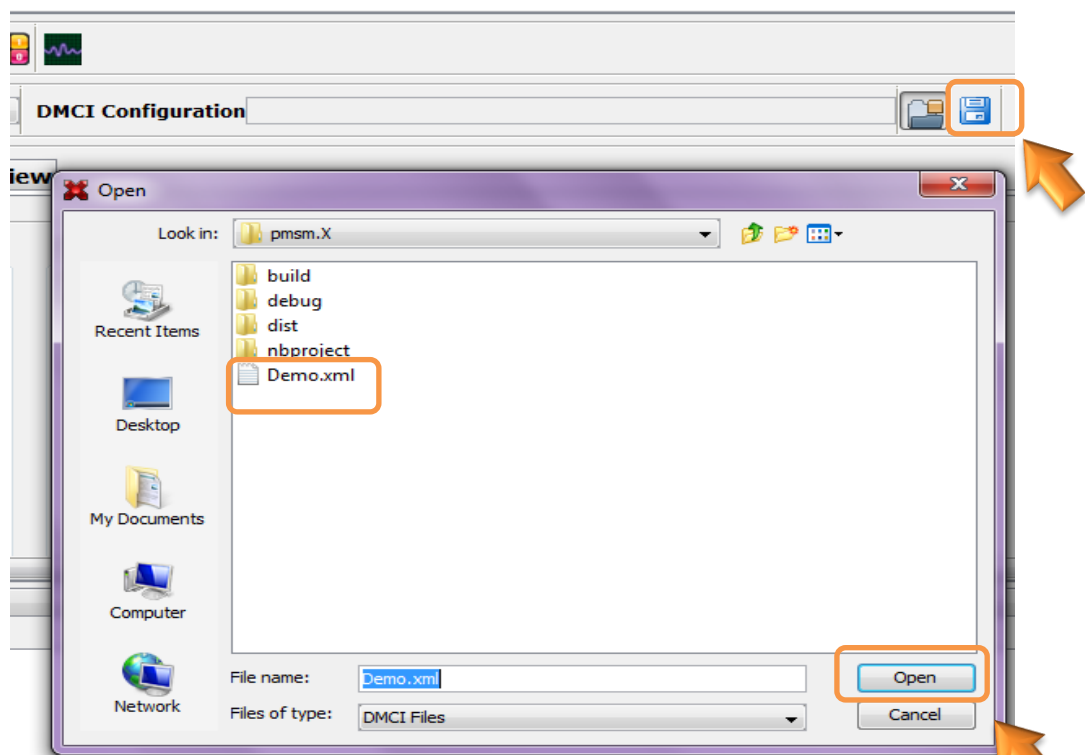 DMCI Configuration
iew
Open
Look in:
pmsm.X
build
debug
dist
nbproject
Demo.xml
Recent Items
Desktop
My Documents
Computer
Network
File name:
Demo.xml
Open
Files of type:
DMCI Files
Cancel